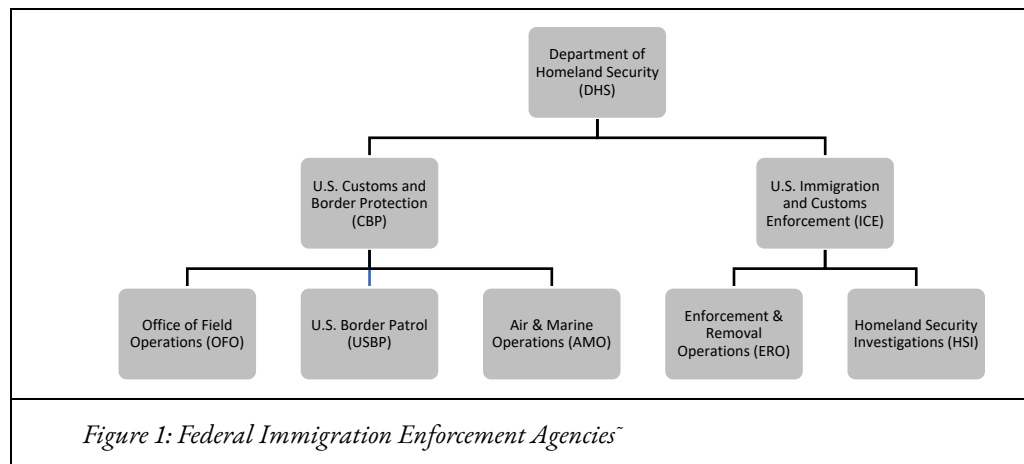 Department of
Homeland Security
(DHS)
U.S. Customs and
Border Protection
(CBP)
U.S. Immigration
and Customs
Enforcement (ICE)
Office of Field
Operations (OFO)
U.S. Border Patrol
(USBP)
Air & Marine
Operations (AMO)
Enforcement &
Removal
Operations (ERO)
Homeland Security
Investigations (HSI)
Figure 1: Federal Immigration Enforcement Agencies˜